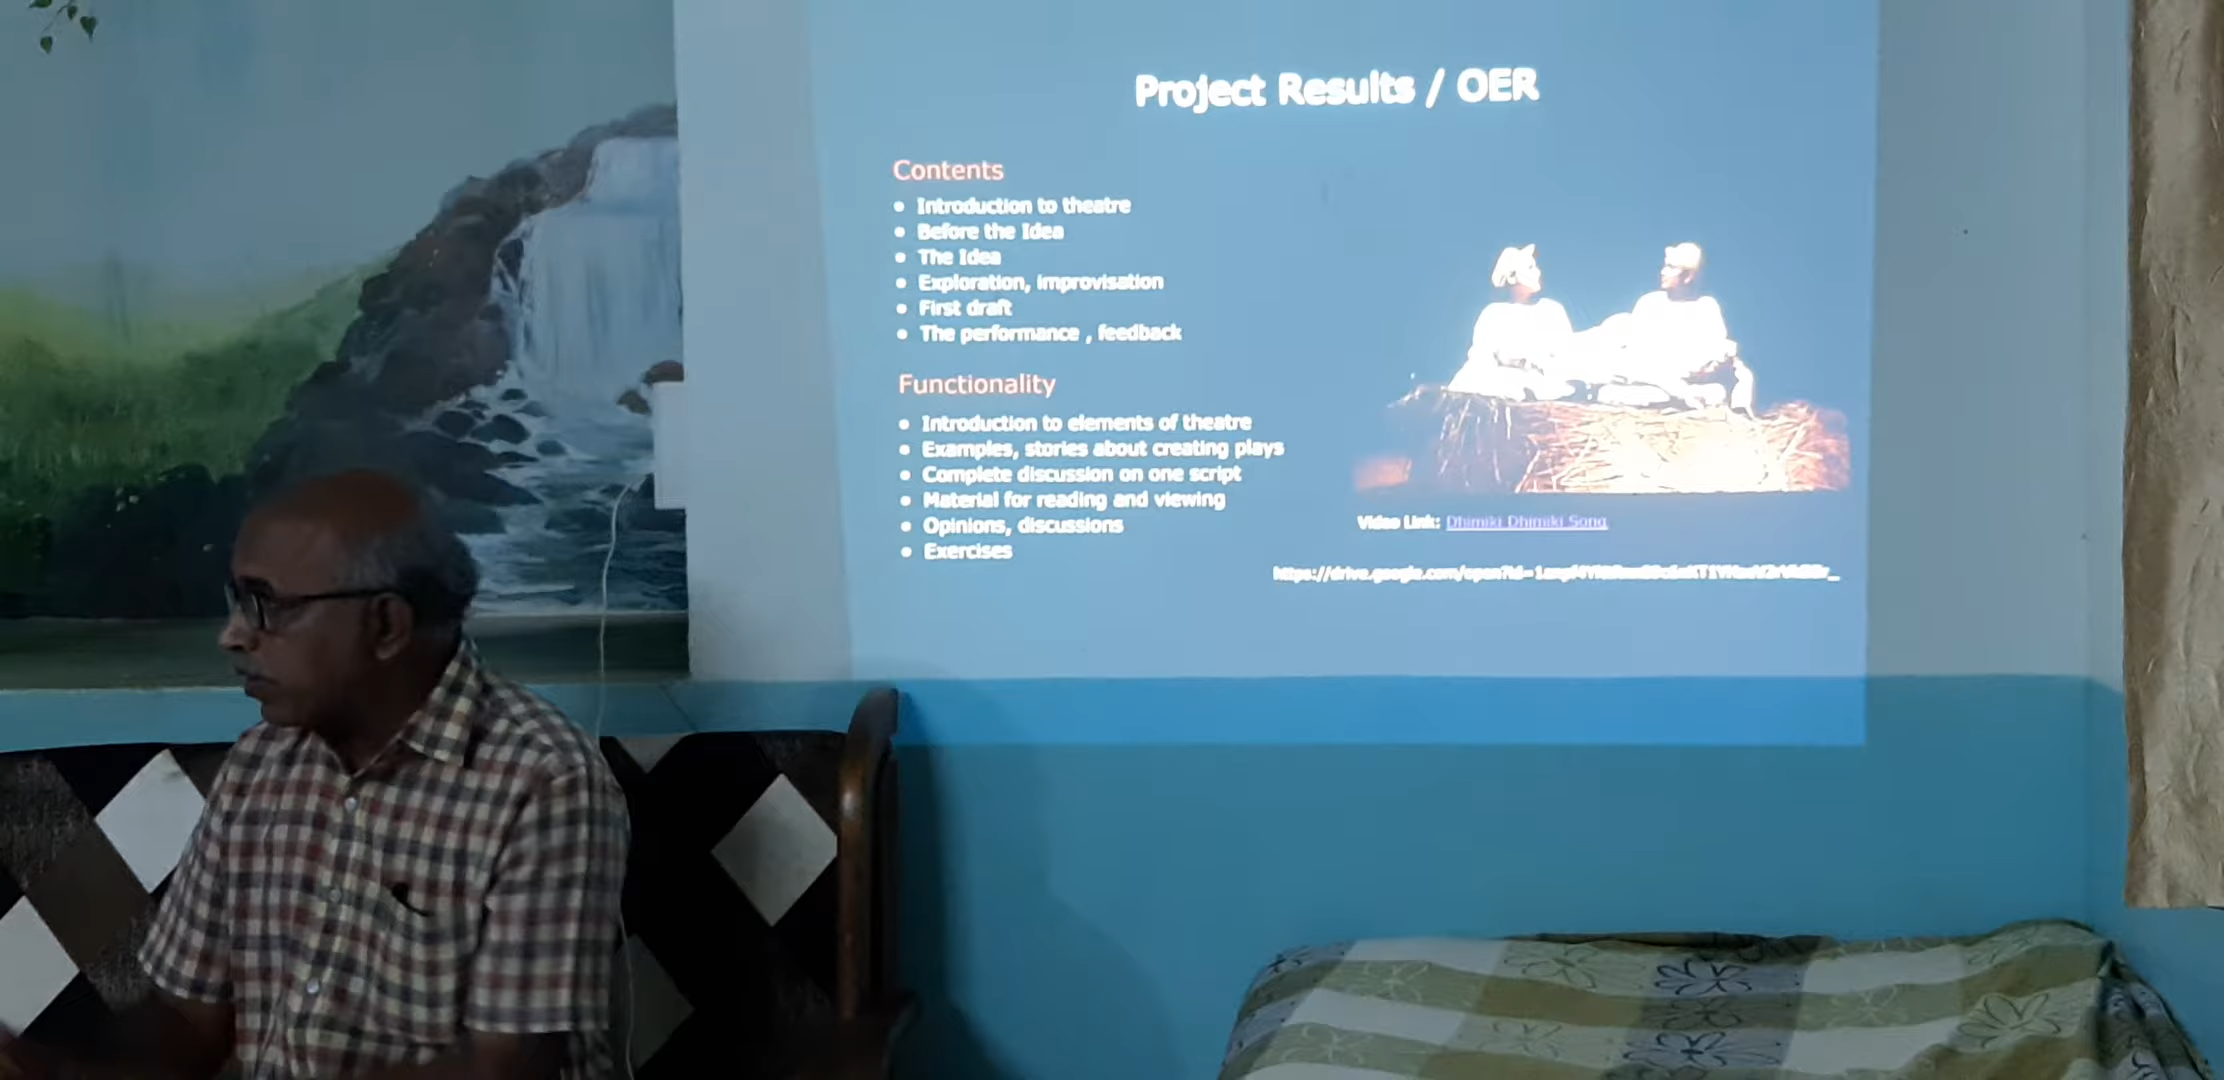 Project Results / OER
Contents
• Introduction to theatre
• Before the Idea
• The Idea
• Exploration, improvisation
• First draft
• The performance , feedback
Functionality
• Introduction to elements of theatre
• Examples, stories about creating plays
• Complete discussion on one script
• Material for reading and viewing
• Opinions, discussions
• Exercises
Video Link: Dhimiki Dhimiki Song